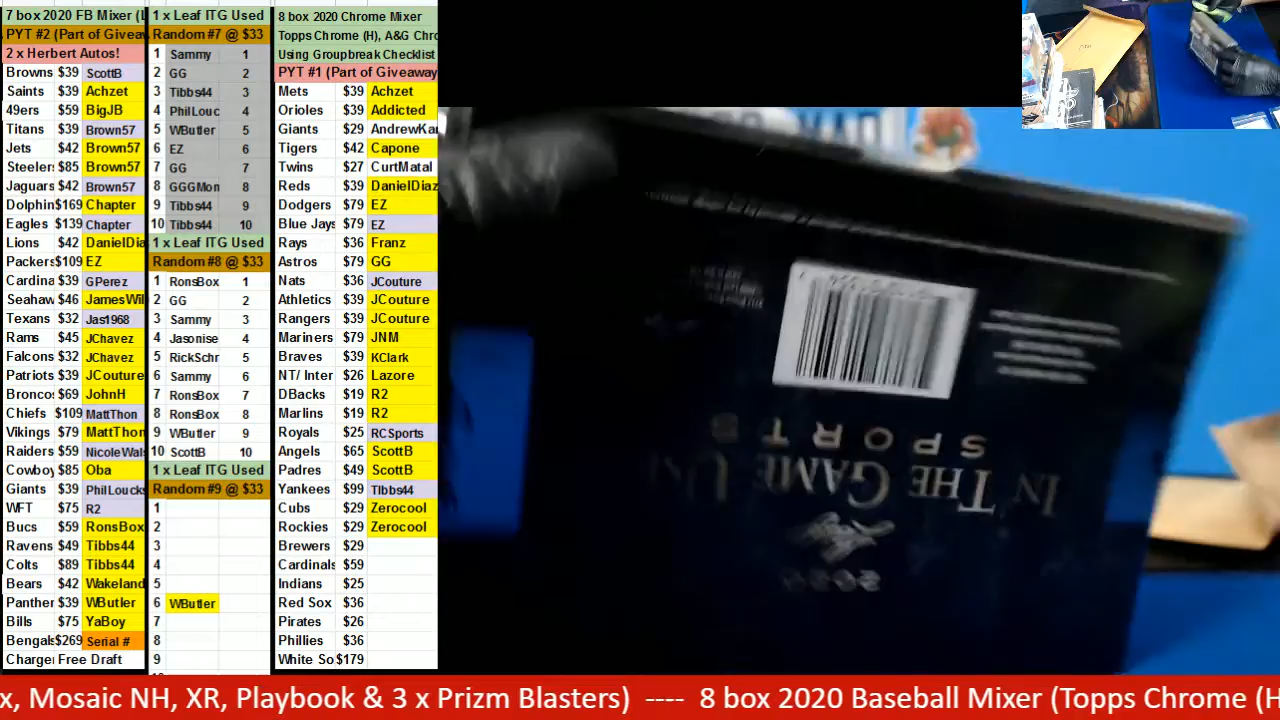 7 box 2020 FB Mixer (L
PYT #2 (Part of Giveaw
2 x Herbert Autos!
Browns $39 ScottB
Saints $39 Achzet
49ers $59 BigJB
Titans $39 Brown57
Jets $42 Brown57
Steelers $85 Brown57
Jaguars $42 Brown57
Dolphin $169 Chapter
Eagles $139 Chapter
Lions $42 DanielDia
Packers $109 EZ
Cardina $39 GPerez
Seahaw $46 JamesWil
Texans $32 Jas1968
Rams $45 JChavez
Falcons $32 JChavez
Patriots $39 JCouture
Bronco $69 JohnH
Chiefs $109 MattThon
Vikings $79 MattThon
Raiders $59 NicoleWals
Cowboy $85 Oba
Giants $39 PhilLoucks
WFT $75 R2
Bucs $59 RonsBox
Ravens $49 Tibbs44
Colts $89 Tibbs44
Bears $42 Wakeland
Panther $39 WButler
Bills $75 YaBoy
Bengals $269 Serial #
Charger Free Draft
1 x Leaf ITG Used
Random #7 @ $33
1 Sammy 1
2 GG 2
3 Tibbs44 3
4 PhilLouc 4
5 WButler 5
6 EZ 6
7 GG 7
8 GGGMon 8
9 Tibbs44 9
10 Tibbs44 10
1 x Leaf ITG Used
Random #8 @ $33
1 RonsBox 1
2 GG 2
3 Sammy 3
4 Jasonise 4
5 RickSchr 5
6 Sammy 6
7 RonsBox 7
8 RonsBox 8
9 WButler 9
10 ScottB 10
1 x Leaf ITG Used
Random #9 @ $33
1
2
3
4
5
6 WButler
7
8
9
8 box 2020 Chrome Mixer
Topps Chrome (H), A&G Chro
Using Groupbreak Checklist
PYT #1 (Part of Giveaway
Mets $39 Achzet
Orioles $39 Addicted
Giants $29 AndrewKar
Tigers $42 Capone
Twins $27 CurtMatal
Reds $39 DanielDiaz
Dodgers $79 EZ
Blue Jays $79 EZ
Rays $36 Franz
Astros $79 GG
Nats $36 JCouture
Athletics $39 JCouture
Rangers $39 JCouture
Mariners $79 JNM
Braves $39 KClark
NT/ Inter $26 Lazore
DBacks $19 R2
Marlins $19 R2
Royals $25 RCSports
Angels $65 ScottB
Padres $49 ScottB
Yankees $99 TIbbs44
Cubs $29 Zerocool
Rockies $29 Zerocool
Brewers $29
Cardinals $59
Indians $25
Red Sox $36
Pirates $26
Phillies $36
White So $179
2020
IN THE GAME US
SPORTS
x, Mosaic NH, XR, Playbook & 3 x Prizm Blasters) ---- 8 box 2020 Baseball Mixer (Topps Chrome (H